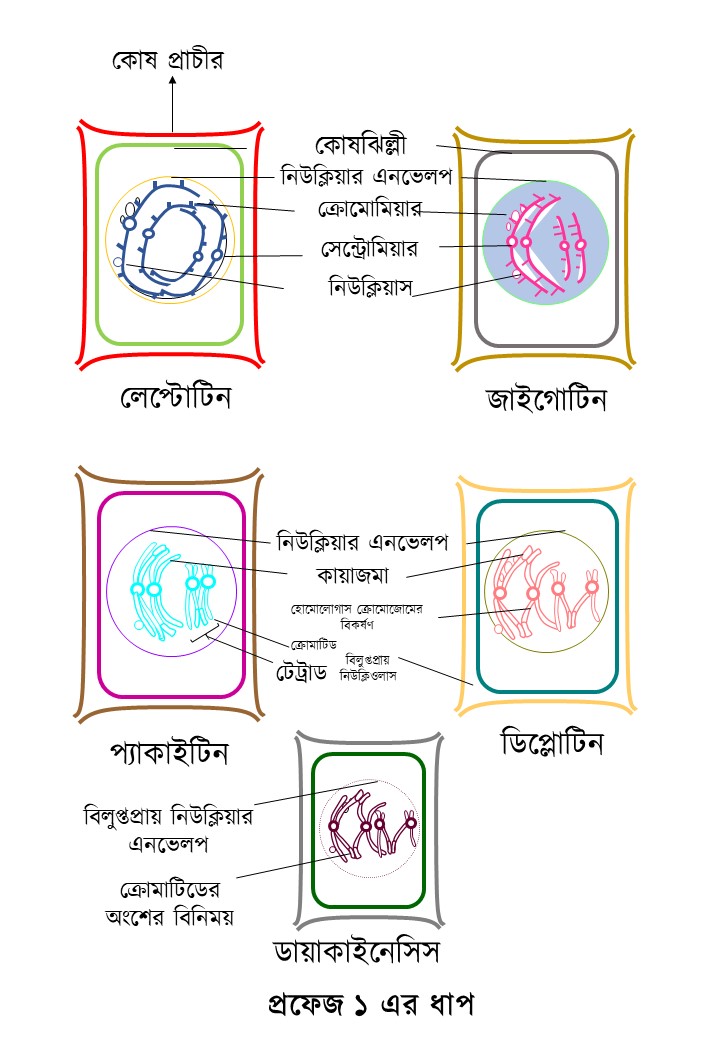 কোষ প্রাচীর
কোষঝিল্লী
নিউক্লিয়ার এনভেলপ
ক্রোমোমিয়ার
সেন্ট্রোমিয়ার
নিউক্লিয়াস
লেপ্টোটিন
জাইগোটিন
নিউক্লিয়ার এনভেলপ
কায়াজমা
হোমোলোগাস ক্রোমোজোমের
বিকর্ষণ
ক্রোমাটিড
টেট্রাড
বিলুপ্তপ্রায়
নিউক্লিওলাস
প্যাকাইটিন
ডিপ্লোটিন
বিলুপ্তপ্রায় নিউক্লিয়ার
এনভেলপ
ক্রোমাটিডের
অংশের বিনিময়
ডায়াকাইনেসিস
প্রফেজ ১ এর ধাপ